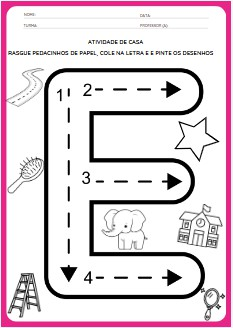 NOME: DATA:
TURMA: PROFESSOR (A):
ATIVIDADE DE CASA
RASGUE PEDACINHOS DE PAPEL, COLE NA LETRA E E PINTE OS DESENHOS
1 2
3
4